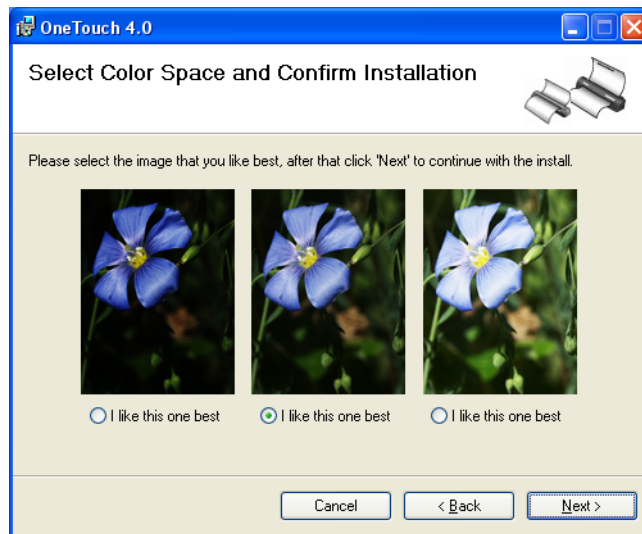 OneTouch 4.0
Select Color Space and Confirm Installation
Please select the image that you like best, after that click 'Next' to continue with the install.
I like this one best I like this one best I like this one best
Cancel < Back Next >